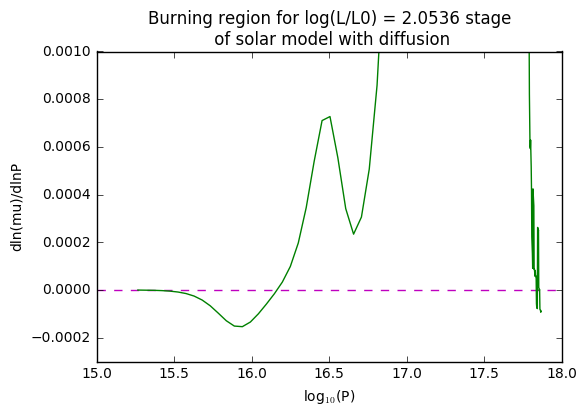 Burning region for log(L/L0) = 2.0536 stage
of solar model with diffusion
0.0010
0.0008
0.0006
0.0004
0.0002
0.0000
−0.0002
dln(mu)/dlnP
15.0 15.5 16.0 16.5 17.0 17.5 18.0
log₁₀(P)